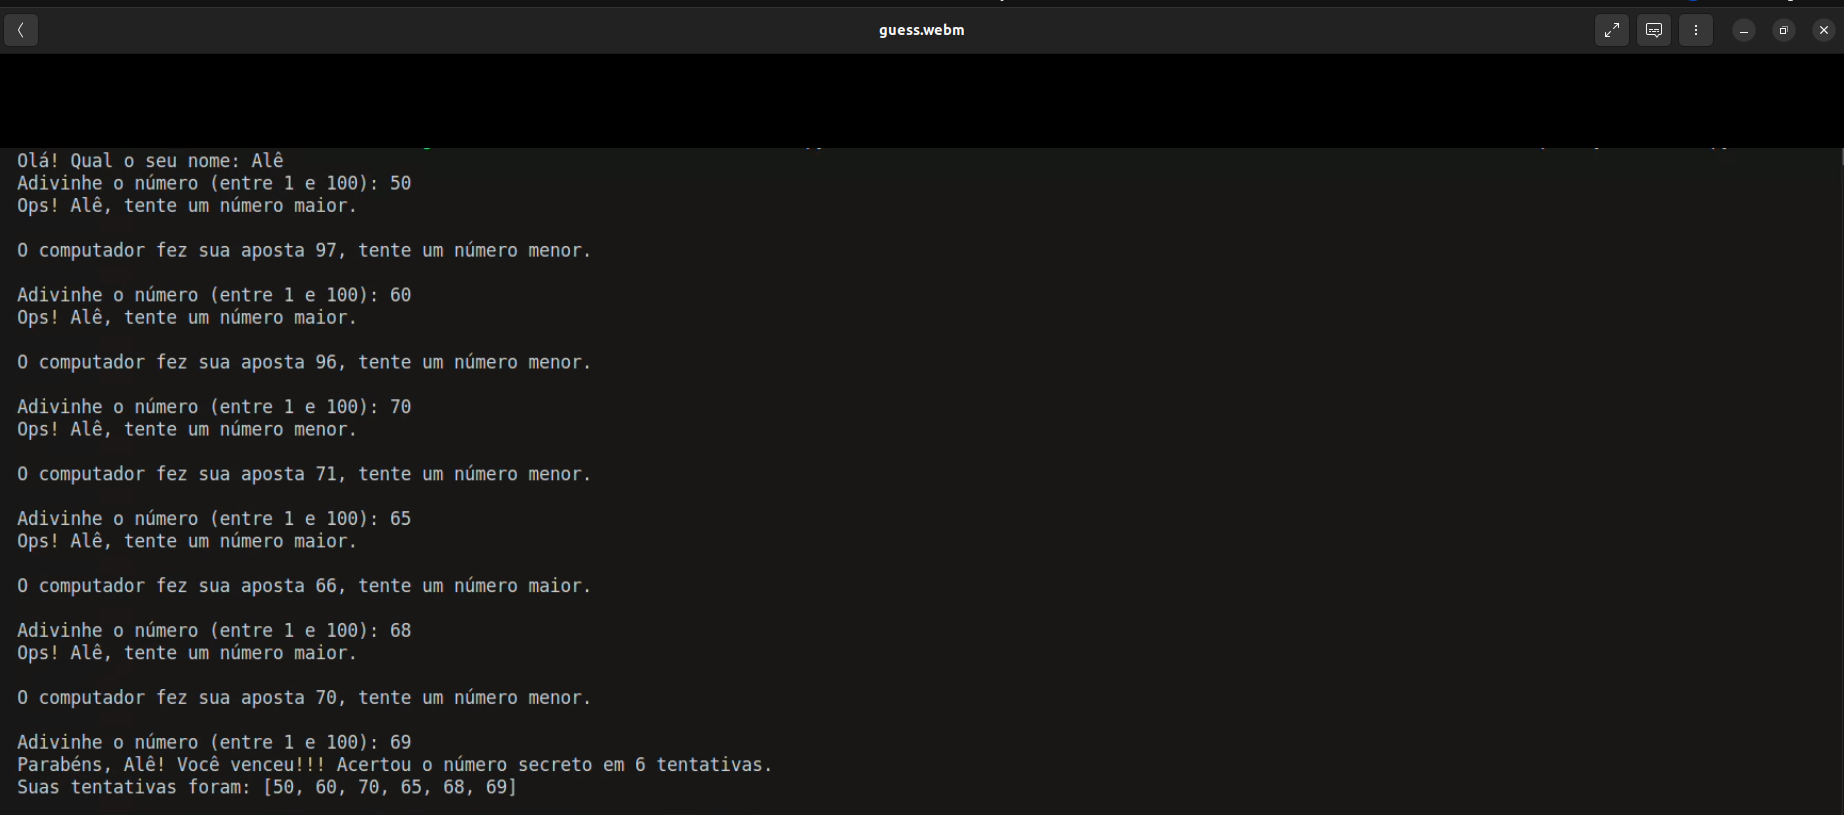 guess.webm
Olá! Qual o seu nome: Alê
Adivinhe o número (entre 1 e 100): 50
Ops! Alê, tente um número maior.
O computador fez sua aposta 97, tente um número menor.
Adivinhe o número (entre 1 e 100): 60
Ops! Alê, tente um número maior.
O computador fez sua aposta 96, tente um número menor.
Adivinhe o número (entre 1 e 100): 70
Ops! Alê, tente um número menor.
O computador fez sua aposta 71, tente um número menor.
Adivinhe o número (entre 1 e 100): 65
Ops! Alê, tente um número maior.
O computador fez sua aposta 66, tente um número maior.
Adivinhe o número (entre 1 e 100): 68
Ops! Alê, tente um número maior.
O computador fez sua aposta 70, tente um número menor.
Adivinhe o número (entre 1 e 100): 69
Parabéns, Alê! Você venceu!!! Acertou o número secreto em 6 tentativas.
Suas tentativas foram: [50, 60, 70, 65, 68, 69]